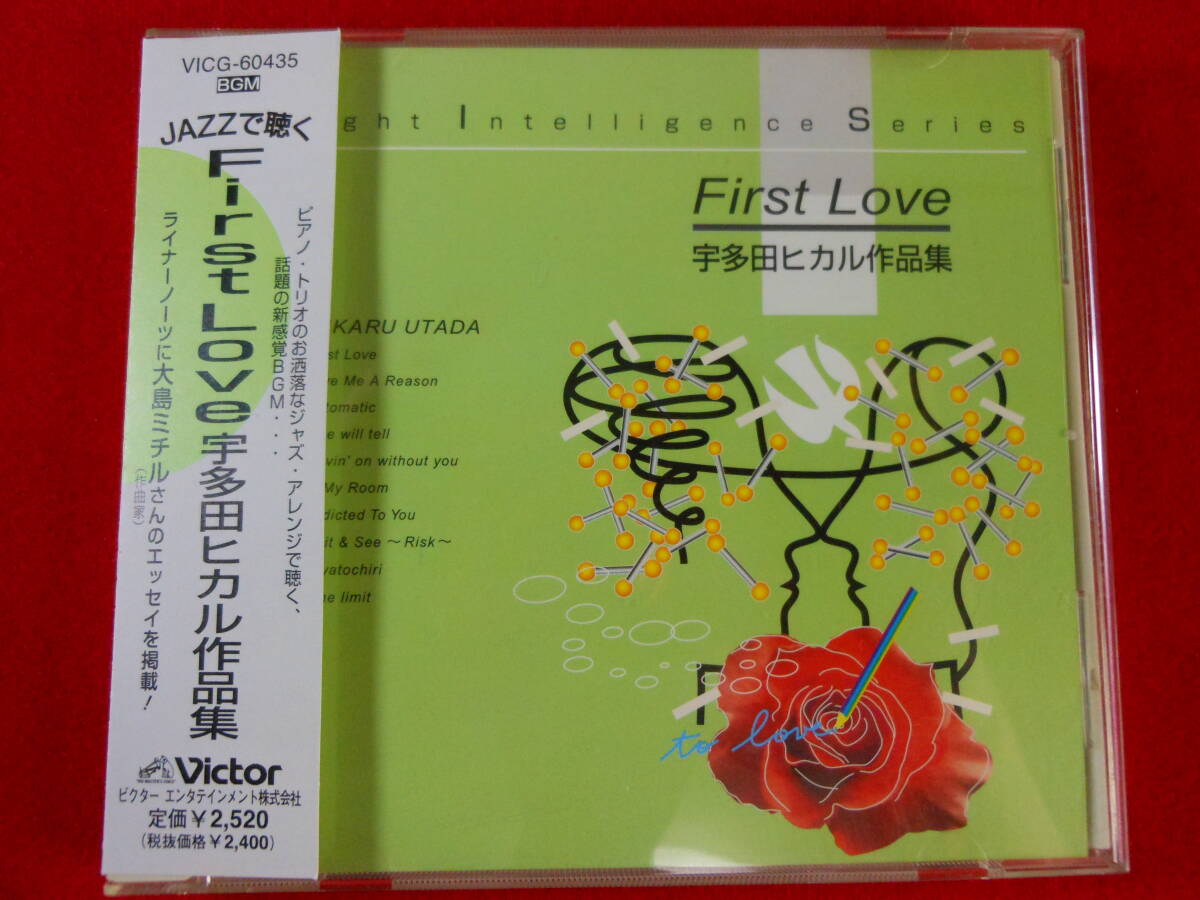 VICG-60435
BGM
JAZZで聴く
First Love 宇多田ヒカル作品集
ピアノ・トリオのお洒落なジャズ・アレンジで聴く、
話題の新感覚BGM・・・
ライナーノーツに大島ミチルさんのエッセイを掲載!
(作曲家)
"HIS MASTER'S VOICE"
Victor
ビクター エンタテインメント株式会社
定価¥2,520
(税抜価格¥2,400)
ght Intelligence Series
First Love
宇多田ヒカル作品集
KARU UTADA
st Love
ve Me A Reason
tomatic
e will tell
vin' on without you
My Room
dicted To You
it & See ～Risk～
yatochiri
ne limit
to love